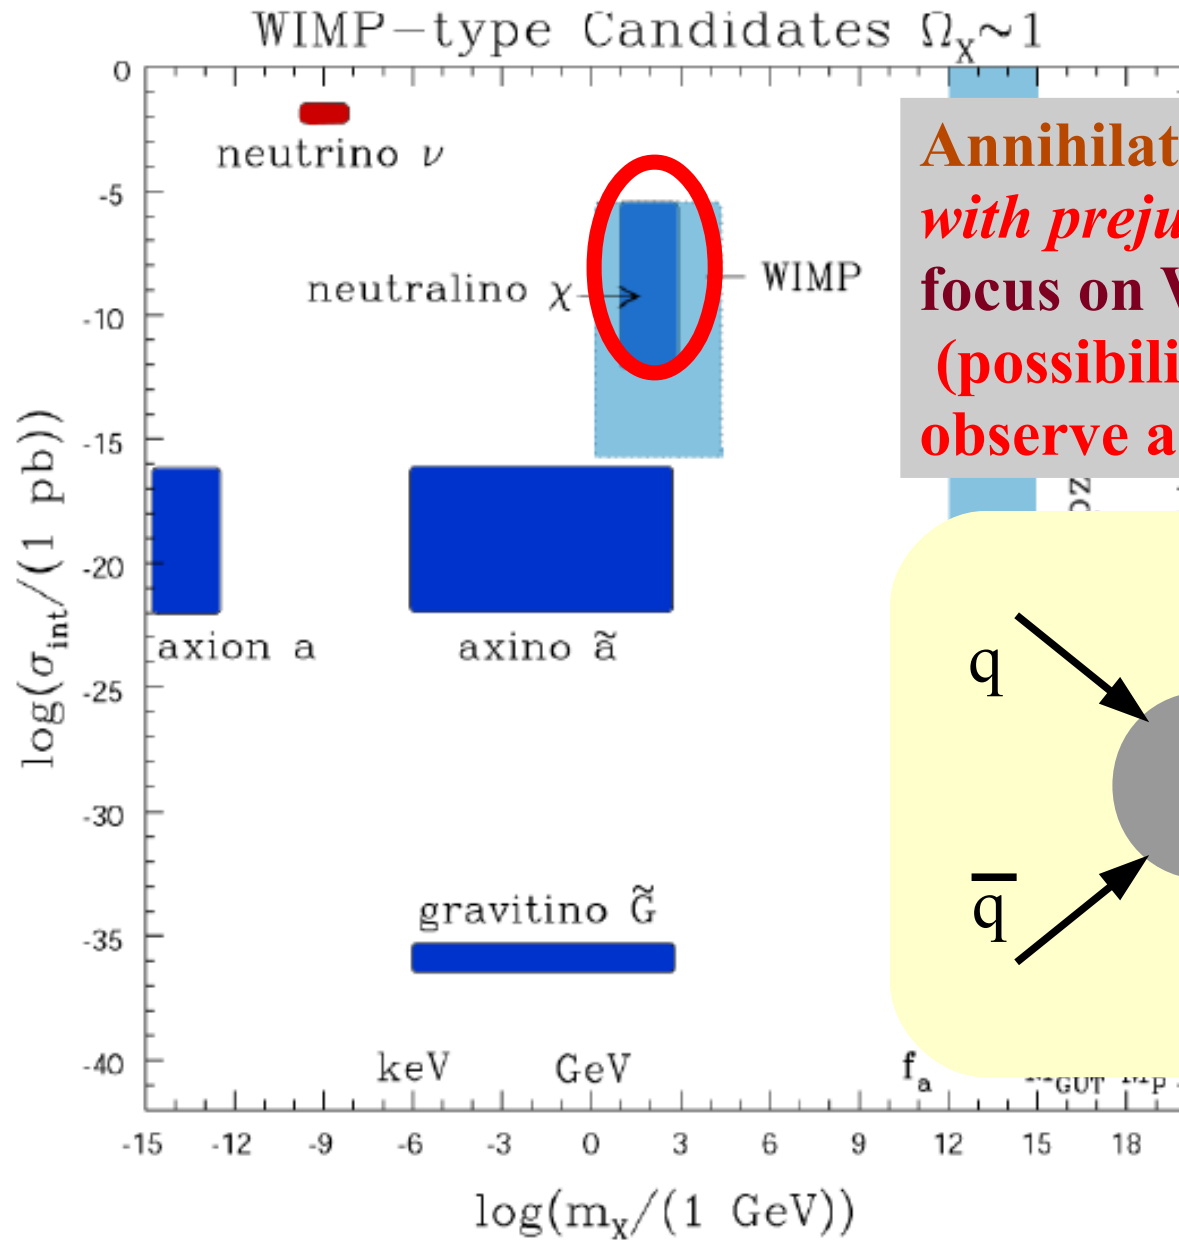 WIMP-type Candidates Ω_X~1
neutrino ν
neutralino χ
WIMP
axion a
axino ã
gravitino G̃
keV
GeV
f_a
M_GUT
M_P
log(σ_int/(1 pb))
0
-5
-10
-15
-20
-25
-30
-35
-40
-15
-12
-9
-6
-3
0
3
6
9
12
15
18
log(m_X/(1 GeV))
Annihilat
with preju
focus on
(possibili
observe a
q
q̅